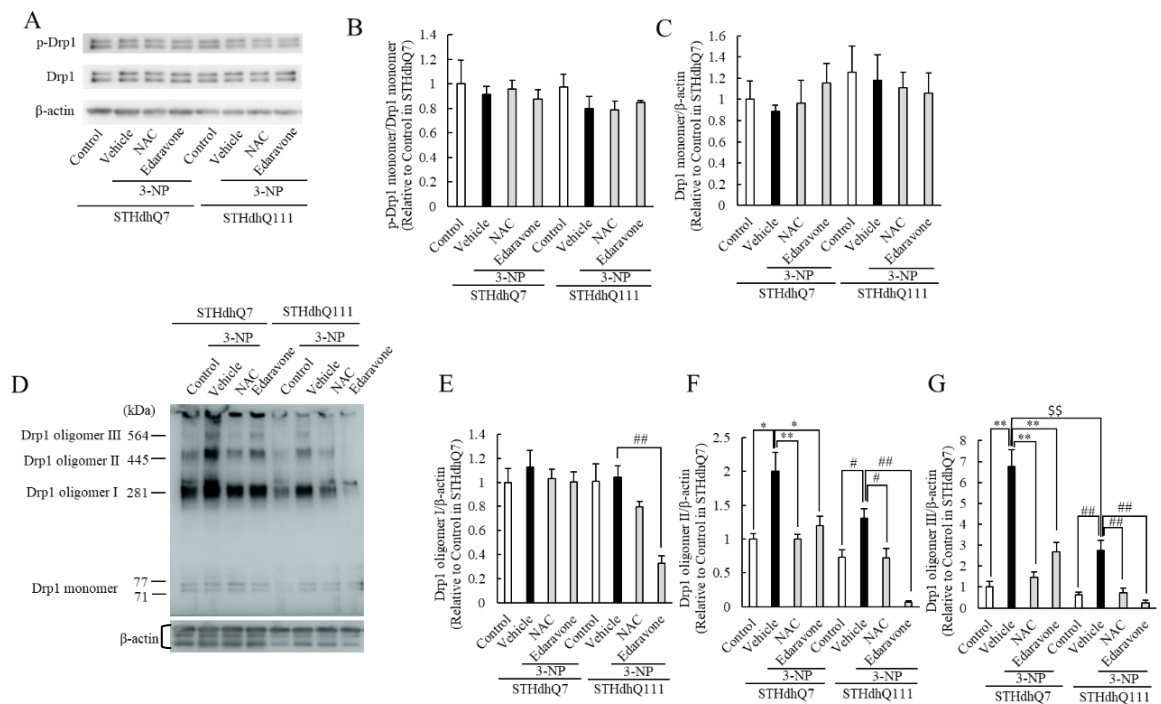 A
p-Drp1
Drp1
β-actin
Control
Vehicle
NAC
Edaravone
Control
Vehicle
NAC
Edaravone
3-NP
3-NP
STHdhQ7
STHdhQ111
B
p-Drp1 monomer/Drp1 monomer
(Relative to Control in STHdhQ7)
1.4
1.2
1
0.8
0.6
0.4
0.2
0
Control
Vehicle
NAC
Edaravone
Control
Vehicle
NAC
Edaravone
3-NP
3-NP
STHdhQ7
STHdhQ111
C
Drp1 monomer/β-actin
(Relative to Control in STHdhQ7)
1.6
1.4
1.2
1
0.8
0.6
0.4
0.2
0
Control
Vehicle
NAC
Edaravone
Control
Vehicle
NAC
Edaravone
3-NP
3-NP
STHdhQ7
STHdhQ111
D
STHdhQ7
STHdhQ111
3-NP
3-NP
Control
Vehicle
NAC
Edaravone
Control
Vehicle
NAC
Edaravone
(kDa)
Drp1 oligomer III
564
Drp1 oligomer II
445
Drp1 oligomer I
281
Drp1 monomer
77
71
β-actin
E
Drp1 oligomer I/β-actin
(Relative to Control in STHdhQ7)
1.4
1.2
1
0.8
0.6
0.4
0.2
0
##
Control
Vehicle
NAC
Edaravone
Control
Vehicle
NAC
Edaravone
3-NP
3-NP
STHdhQ7
STHdhQ111
F
Drp1 oligomer II/β-actin
(Relative to Control in STHdhQ7)
2.5
2
1.5
1
0.5
0
*
*
**
#
##
#
Control
Vehicle
NAC
Edaravone
Control
Vehicle
NAC
Edaravone
3-NP
3-NP
STHdhQ7
STHdhQ111
G
Drp1 oligomer III/β-actin
(Relative to Control in STHdhQ7)
8
7
6
5
4
3
2
1
0
$$
**
**
**
##
##
##
Control
Vehicle
NAC
Edaravone
Control
Vehicle
NAC
Edaravone
3-NP
3-NP
STHdhQ7
STHdhQ111